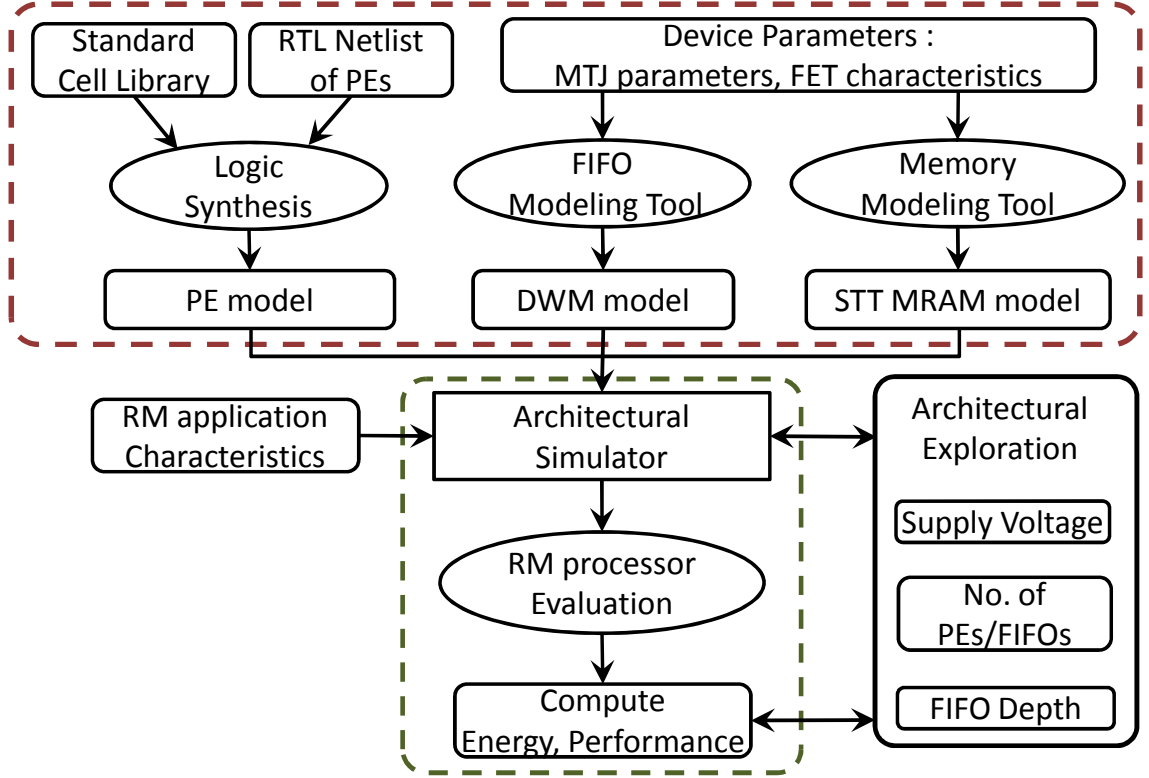 Standard
Cell Library
RTL Netlist
of PEs
Device Parameters :
MTJ parameters, FET characteristics
Logic
Synthesis
FIFO
Modeling Tool
Memory
Modeling Tool
PE model
DWM model
STT MRAM model
RM application
Characteristics
Architectural
Simulator
Architectural
Exploration
Supply Voltage
RM processor
Evaluation
No. of
PEs/FIFOs
Compute
Energy, Performance
FIFO Depth